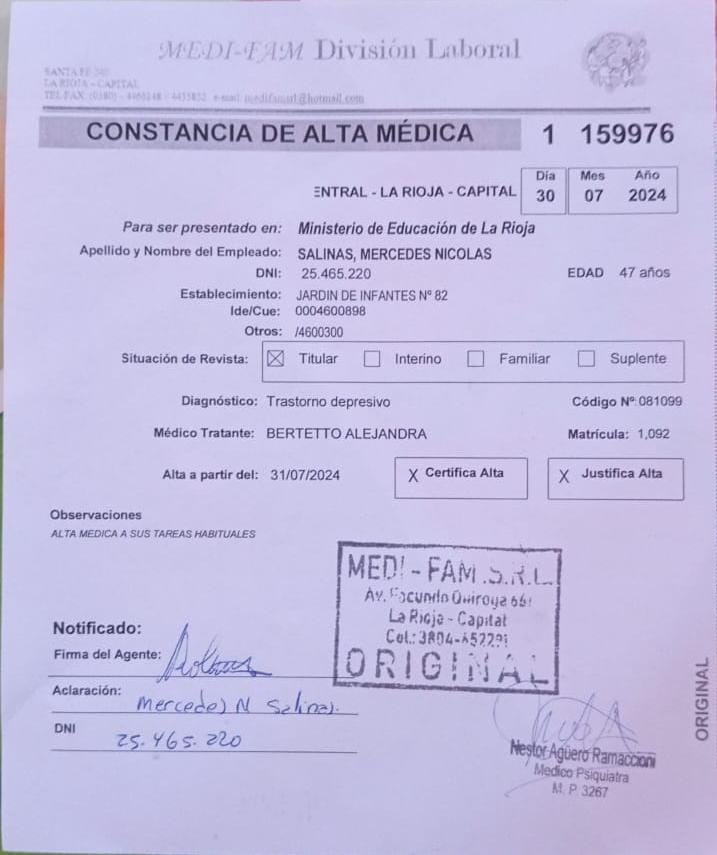 MEDI-FAM División Laboral
LA RIOJA - CAPITAL
e-mail: medifamsrl@hotmail.com
CONSTANCIA DE ALTA MÉDICA 1 159976
Día Mes Año
ENTRAL - LA RIOJA - CAPITAL 30 07 2024
Para ser presentado en: Ministerio de Educación de La Rioja
Apellido y Nombre del Empleado: SALINAS, MERCEDES NICOLAS
DNI: 25.465.220 EDAD 47 años
Establecimiento: JARDIN DE INFANTES Nº 82
Ide/Cue: 0004600898
Otros: /4600300
Situación de Revista: Titular Interino Familiar Suplente
Diagnóstico: Trastorno depresivo Código Nº: 081099
Médico Tratante: BERTETTO ALEJANDRA Matrícula: 1,092
Alta a partir del: 31/07/2024 X Certifica Alta X Justifica Alta
Observaciones
ALTA MEDICA A SUS TAREAS HABITUALES
MEDI-FAM S.R.L.
Av. Facundo Quiroga
La Rioja - Capital
ORIGINAL
Notificado:
Firma del Agente:
Aclaración: Mercedes N Salinas.
DNI 25.465.220
Nestor Agüero Ramaccioni
Medico Psiquiatra
M. P. 3267
ORIGINAL